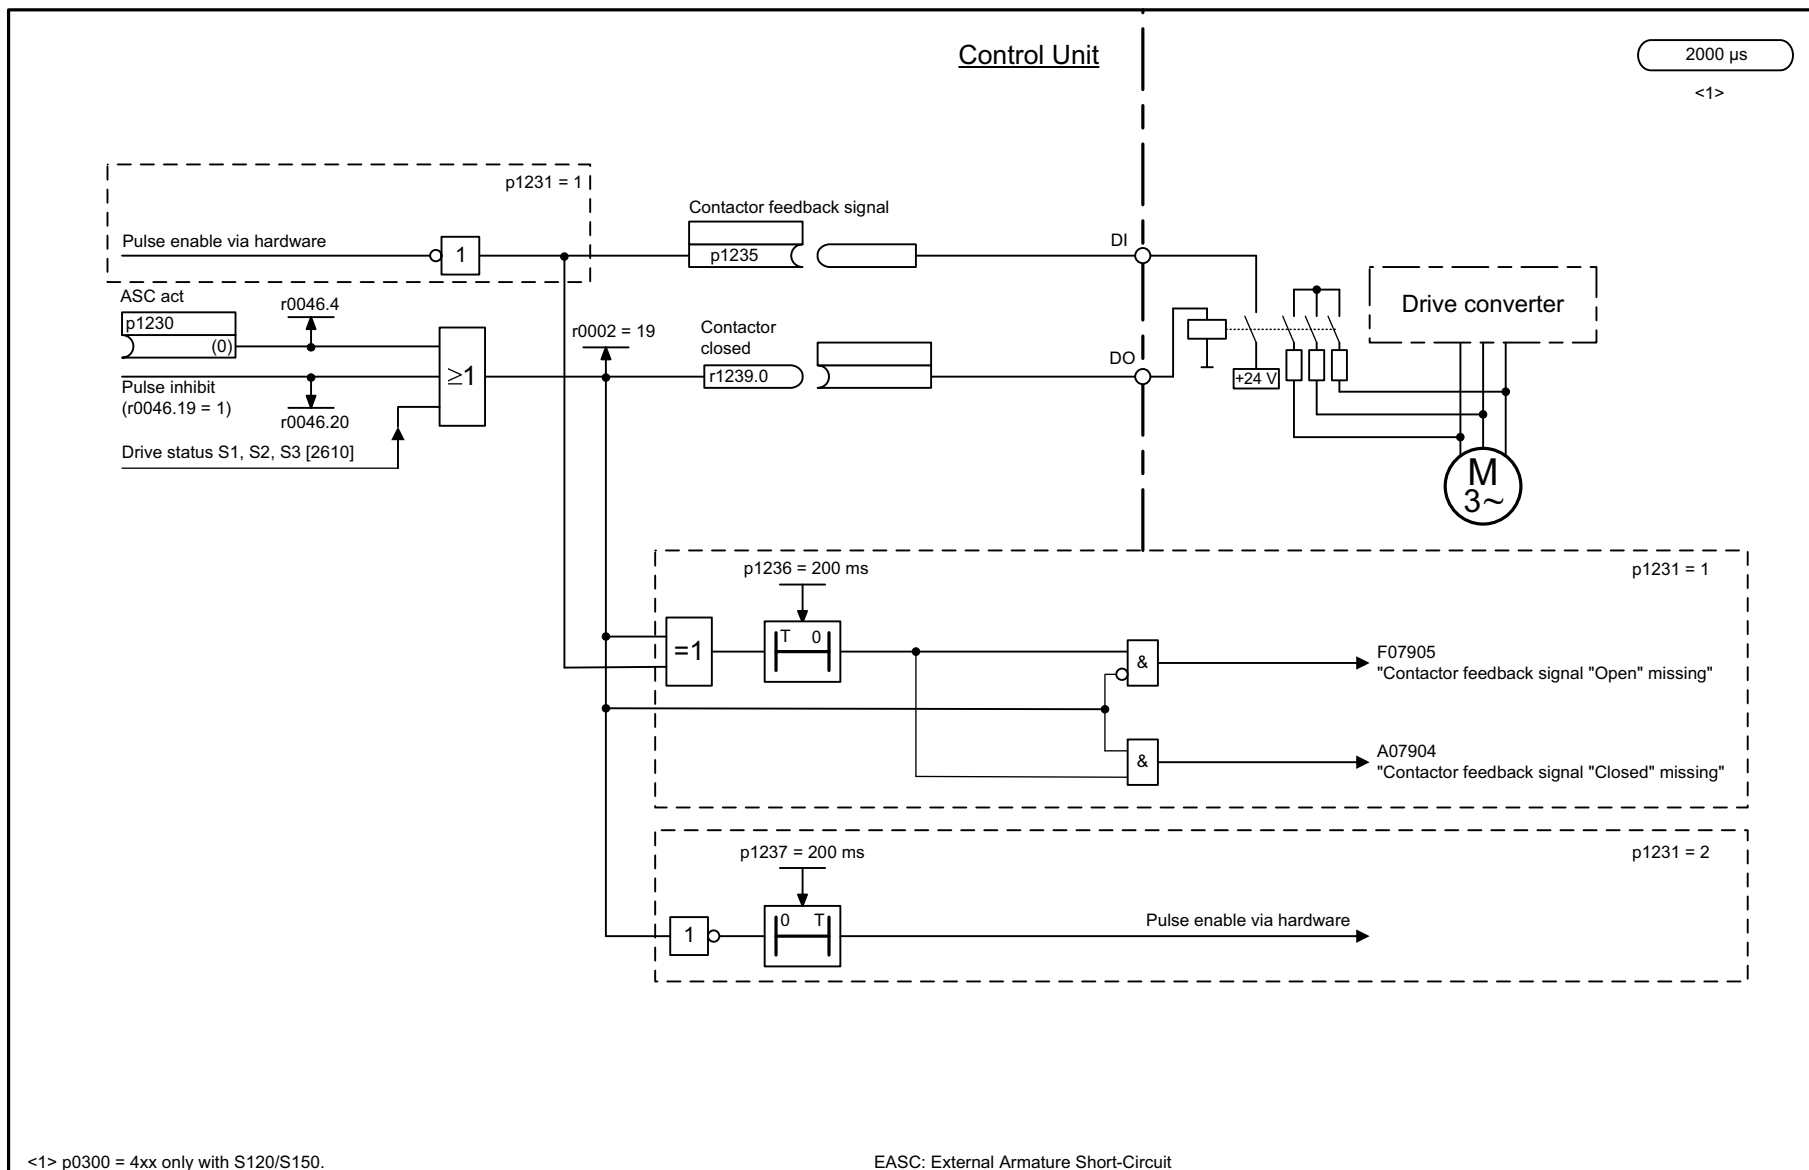 Control Unit
2000 µs
<1>
p1231 = 1
Pulse enable via hardware
1
Contactor feedback signal
p1235
DI
ASC act
p1230
(0)
r0046.4
Pulse inhibit
(r0046.19 = 1)
r0046.20
Drive status S1, S2, S3 [2610]
≥1
r0002 = 19
Contactor
closed
r1239.0
DO
+24 V
Drive converter
M
3~
p1236 = 200 ms
p1231 = 1
=1
T 0
&
F07905
"Contactor feedback signal "Open" missing"
&
A07904
"Contactor feedback signal "Closed" missing"
p1237 = 200 ms
p1231 = 2
1
0 T
Pulse enable via hardware
<1> p0300 = 4xx only with S120/S150.
EASC: External Armature Short-Circuit